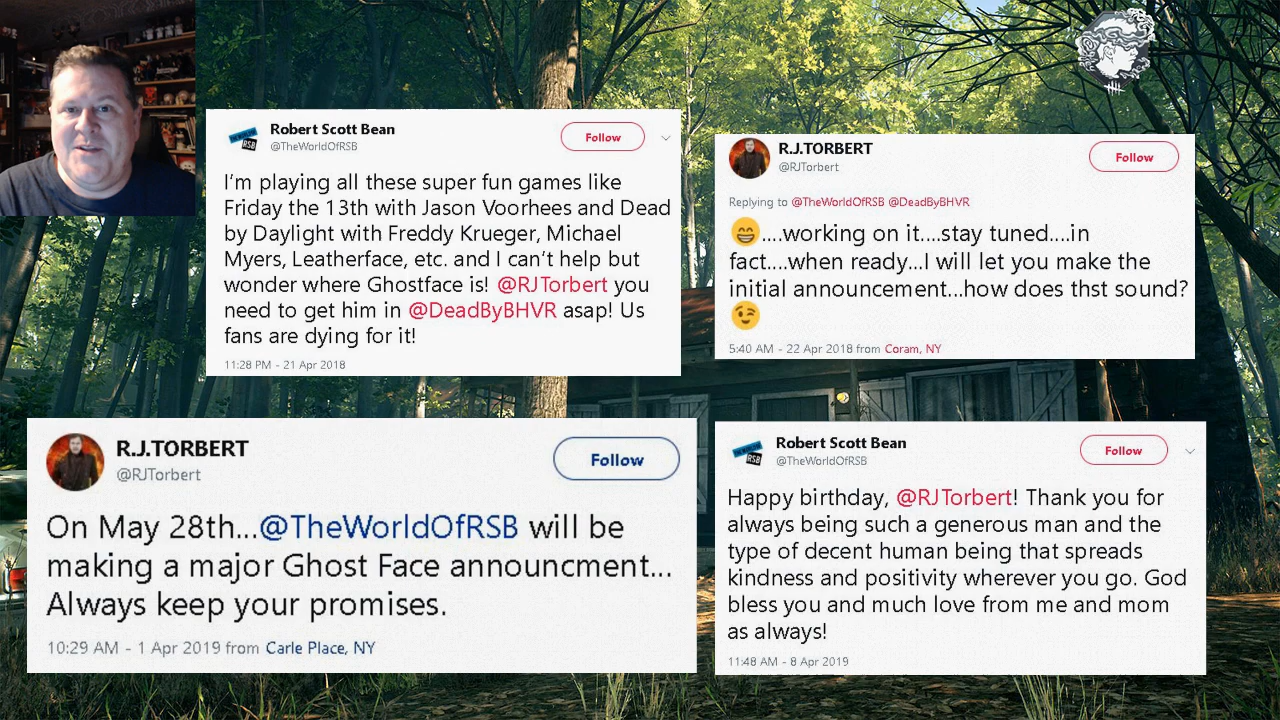 Robert Scott Bean
@TheWorldOfRSB
Follow
I'm playing all these super fun games like
Friday the 13th with Jason Voorhees and Dead
by Daylight with Freddy Krueger, Michael
Myers, Leatherface, etc. and I can't help but
wonder where Ghostface is! @RJTorbert you
need to get him in @DeadByBHVR asap! Us
fans are dying for it!
11:28 PM - 21 Apr 2018
R.J.TORBERT
@RJTorbert
Follow
Replying to @TheWorldOfRSB @DeadByBHVR
😁....working on it....stay tuned....in
fact....when ready...I will let you make the
initial announcement...how does thst sound?
😉
5:40 AM - 22 Apr 2018 from Coram, NY
R.J.TORBERT
@RJTorbert
Follow
On May 28th...@TheWorldOfRSB will be
making a major Ghost Face announcment...
Always keep your promises.
10:29 AM - 1 Apr 2019 from Carle Place, NY
Robert Scott Bean
@TheWorldOfRSB
Follow
Happy birthday, @RJTorbert! Thank you for
always being such a generous man and the
type of decent human being that spreads
kindness and positivity wherever you go. God
bless you and much love from me and mom
as always!
11:48 AM - 8 Apr 2019